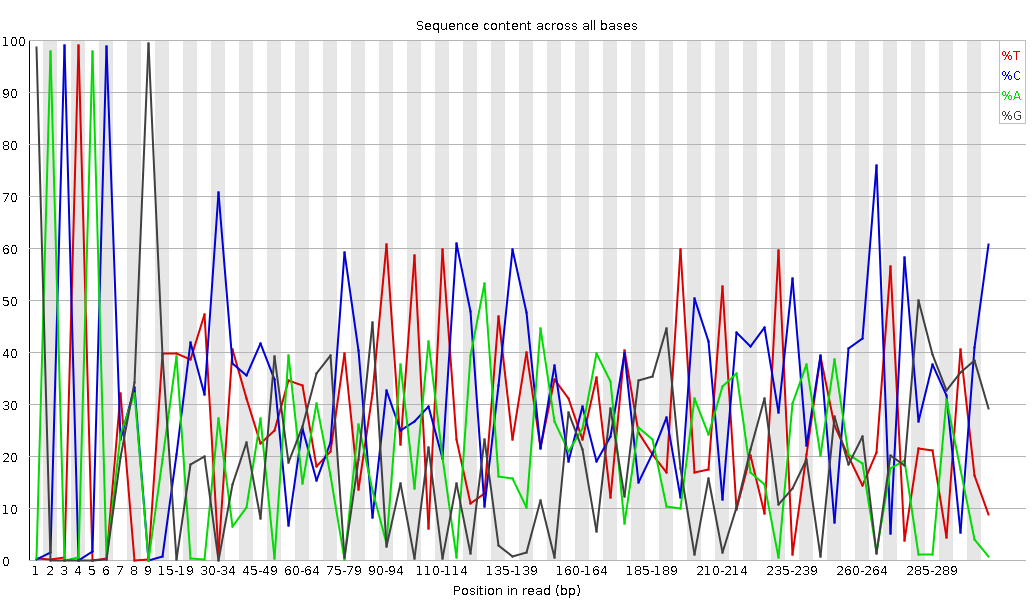 Sequence content across all bases
100
90
80
70
60
50
40
30
20
10
0
%T
%C
%A
%G
1 2 3 4 5 6 7 8 9 15-19 30-34 45-49 60-64 75-79 90-94 110-114 135-139 160-164 185-189 210-214 235-239 260-264 285-289
Position in read (bp)